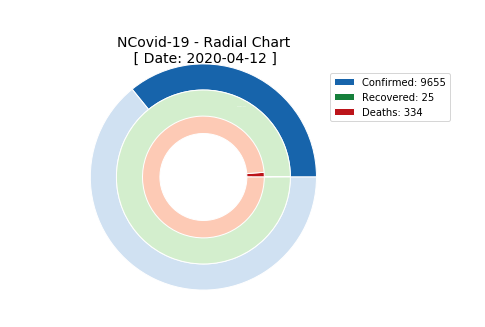 NCovid-19 - Radial Chart
[ Date: 2020-04-12 ]
Confirmed: 9655
Recovered: 25
Deaths: 334